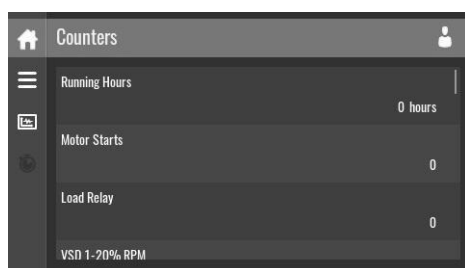 Counters
Running Hours
0 hours
Motor Starts
0
Load Relay
0
VSD 1-20% RPM